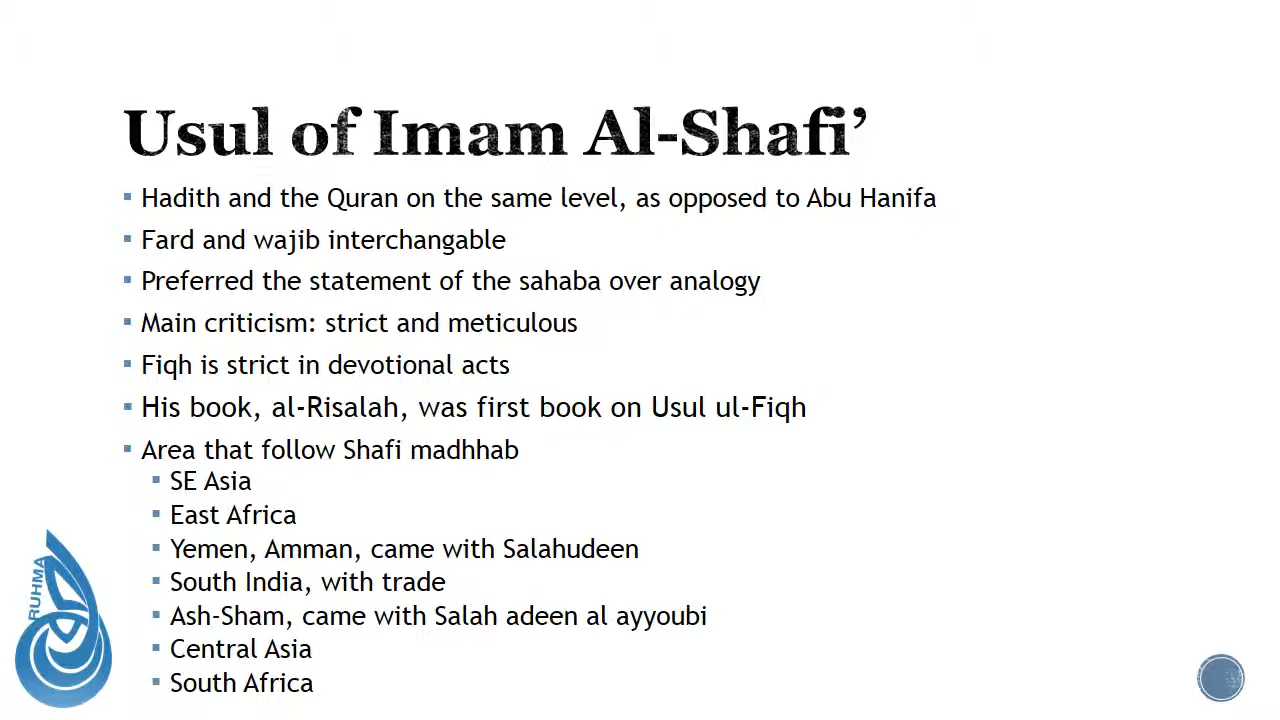 Usul of Imam Al-Shafi’
Hadith and the Quran on the same level, as opposed to Abu Hanifa
Fard and wajib interchangable
Preferred the statement of the sahaba over analogy
Main criticism: strict and meticulous
Fiqh is strict in devotional acts
His book, al-Risalah, was first book on Usul ul-Fiqh
Area that follow Shafi madhhab
SE Asia
East Africa
Yemen, Amman, came with Salahudeen
South India, with trade
Ash-Sham, came with Salah adeen al ayyoubi
Central Asia
South Africa
RUHMA